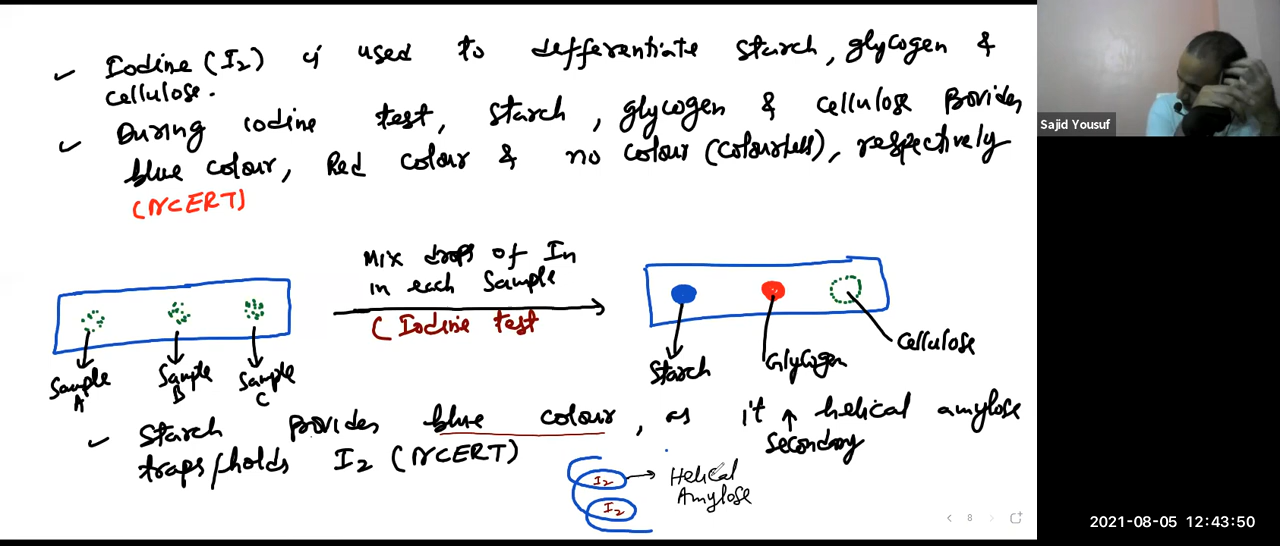 ✓ Iodine (I2) is used to defferentiate starch, glycogen &
cellulose.
✓ During iodine test, starch, glycogen & cellulose provides
blue colour, Red colour & no colour (colourless), respectively
(NCERT)
Mix drops of In
in each Sample
(Iodine test
Sample A
Sample B
Sample C
Starch
Glycogen
Cellulose
✓ Starch provides blue colour, as it ↑ helical amylose
secondary
traps/holds I2 (NCERT)
I2
I2
Helical
Amylose
Sajid Yousuf
8
2021-08-05 12:43:50